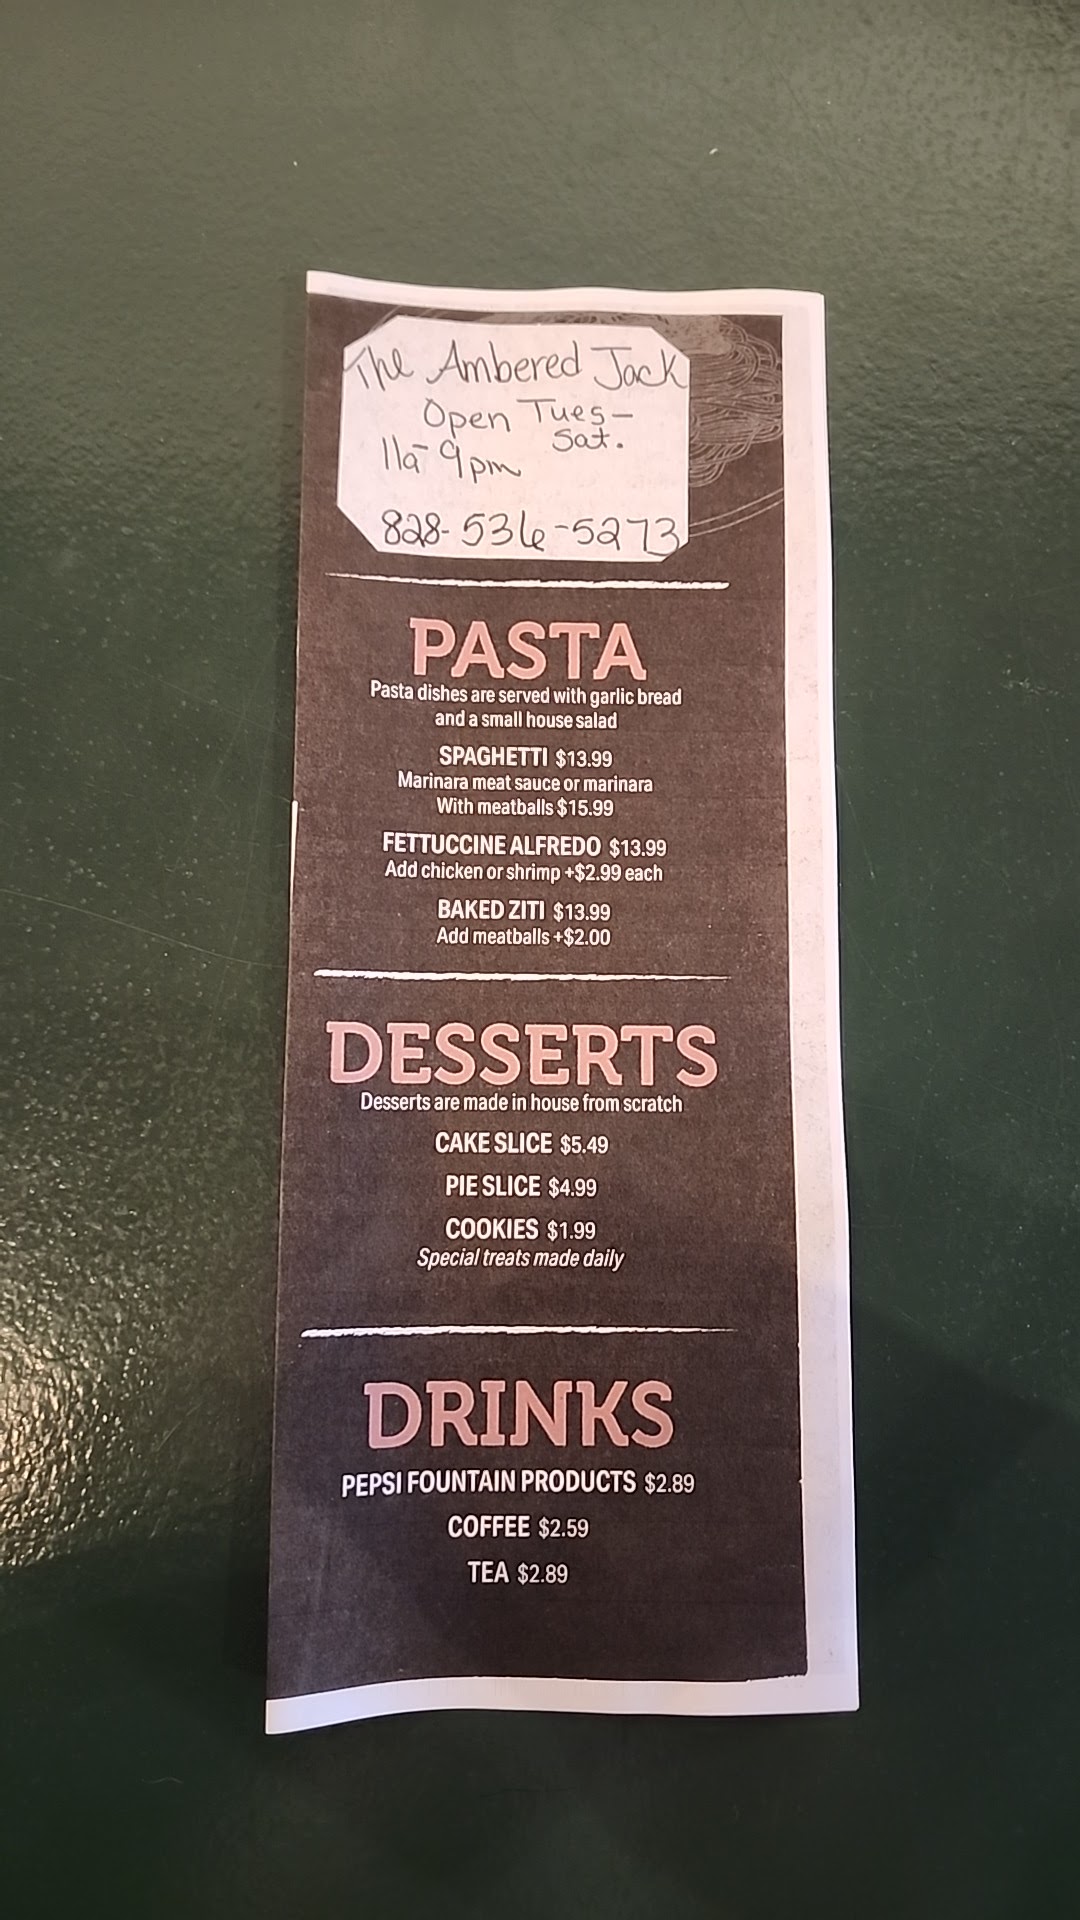 The Ambered Jack
Open Tues-
Sat.
11a-9pm
828-536-5273
PASTA
Pasta dishes are served with garlic bread
and a small house salad
SPAGHETTI $13.99
Marinara meat sauce or marinara
With meatballs $15.99
FETTUCCINE ALFREDO $13.99
Add chicken or shrimp +$2.99 each
BAKED ZITI $13.99
Add meatballs +$2.00
DESSERTS
Desserts are made in house from scratch
CAKE SLICE $5.49
PIE SLICE $4.99
COOKIES $1.99
Special treats made daily
DRINKS
PEPSI FOUNTAIN PRODUCTS $2.89
COFFEE $2.59
TEA $2.89